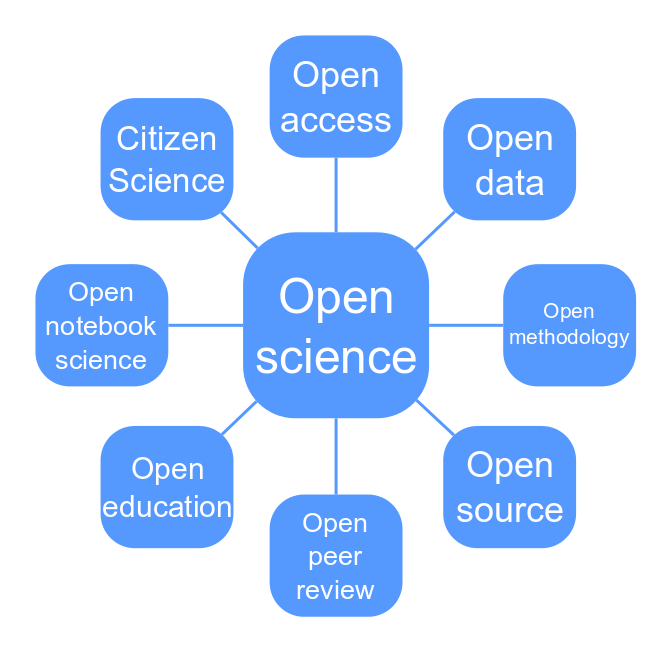 Open
access
Citizen
Science
Open
data
Open
notebook
science
Open
science
Open
methodology
Open
education
Open
source
Open
peer
review